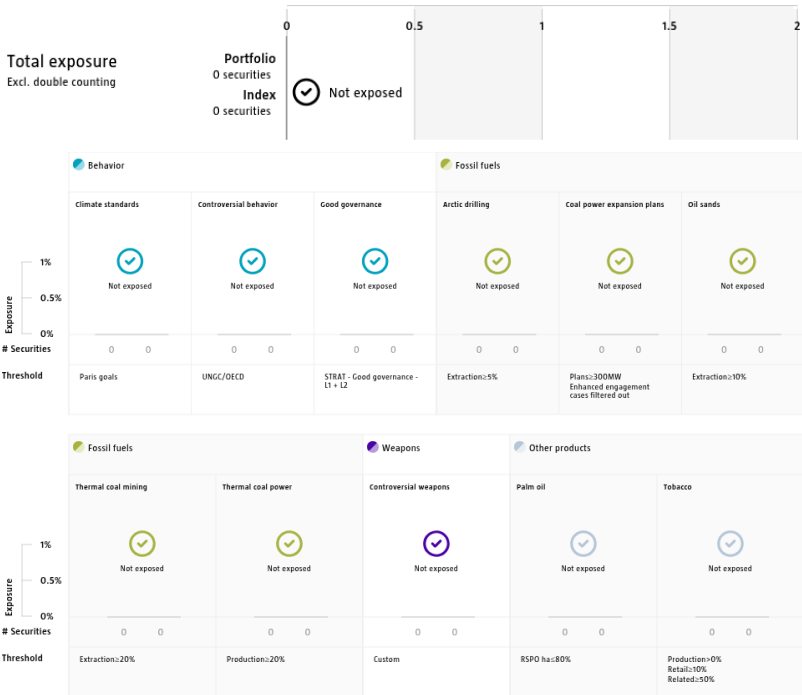 0 0.5 1 1.5 2
Total exposure
Excl. double counting
Portfolio
0 securities
Index
0 securities
Not exposed
Behavior Fossil fuels
Climate standards Controversial behavior Good governance Arctic drilling Coal power expansion plans Oil sands
Not exposed Not exposed Not exposed Not exposed Not exposed Not exposed
Exposure
1%
0.5%
0%
# Securities 0 0 0 0 0 0 0 0 0 0 0 0
Threshold Paris goals UNGC/OECD STRAT - Good governance - Extraction≥5% Plans≥300MW Extraction≥10%
L1 + L2 Enhanced engagement
cases filtered out
Fossil fuels Weapons Other products
Thermal coal mining Thermal coal power Controversial weapons Palm oil Tobacco
Not exposed Not exposed Not exposed Not exposed Not exposed
Exposure
1%
0.5%
0%
# Securities 0 0 0 0 0 0 0 0 0 0
Threshold Extraction≥20% Production≥20% Custom RSPO ha≤80% Production>0%
Retail≥10%
Related≥50%